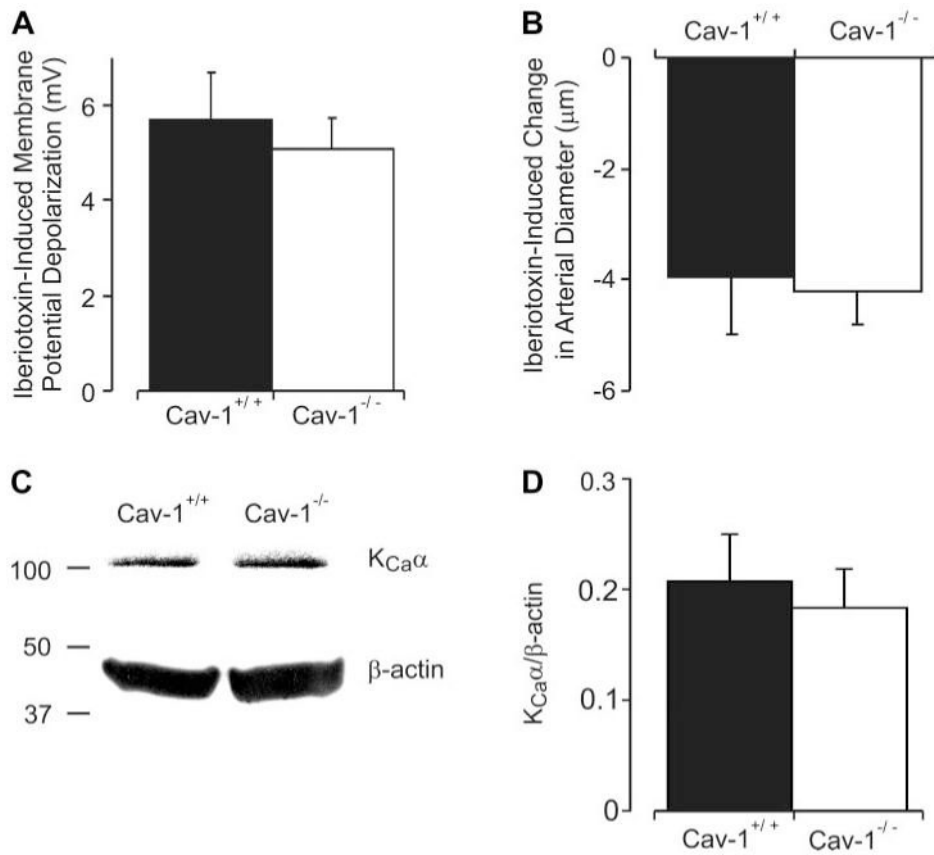 A
Iberiotoxin-Induced Membrane
Potential Depolarization (mV)
6
4
2
0
Cav-1+/+
Cav-1-/-
B
Cav-1+/+
Cav-1-/-
Iberiotoxin-Induced Change
in Arterial Diameter (μm)
0
-2
-4
-6
C
Cav-1+/+
Cav-1-/-
100
KCaα
50
β-actin
37
D
KCaα/β-actin
0.3
0.2
0.1
0
Cav-1+/+
Cav-1-/-